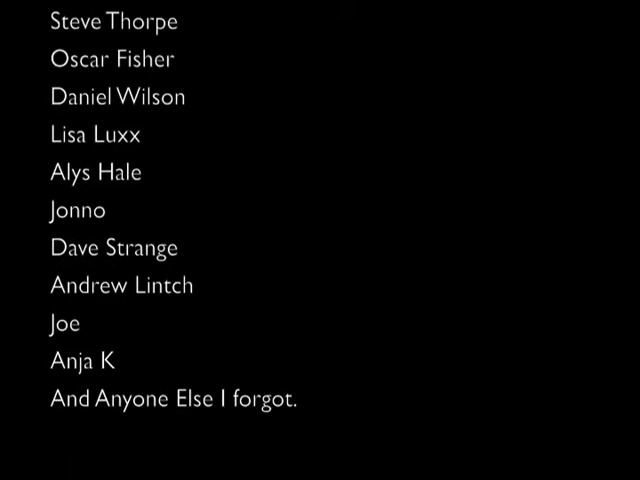 Steve Thorpe
Oscar Fisher
Daniel Wilson
Lisa Luxx
Alys Hale
Jonno
Dave Strange
Andrew Lintch
Joe
Anja K
And Anyone Else I forgot.